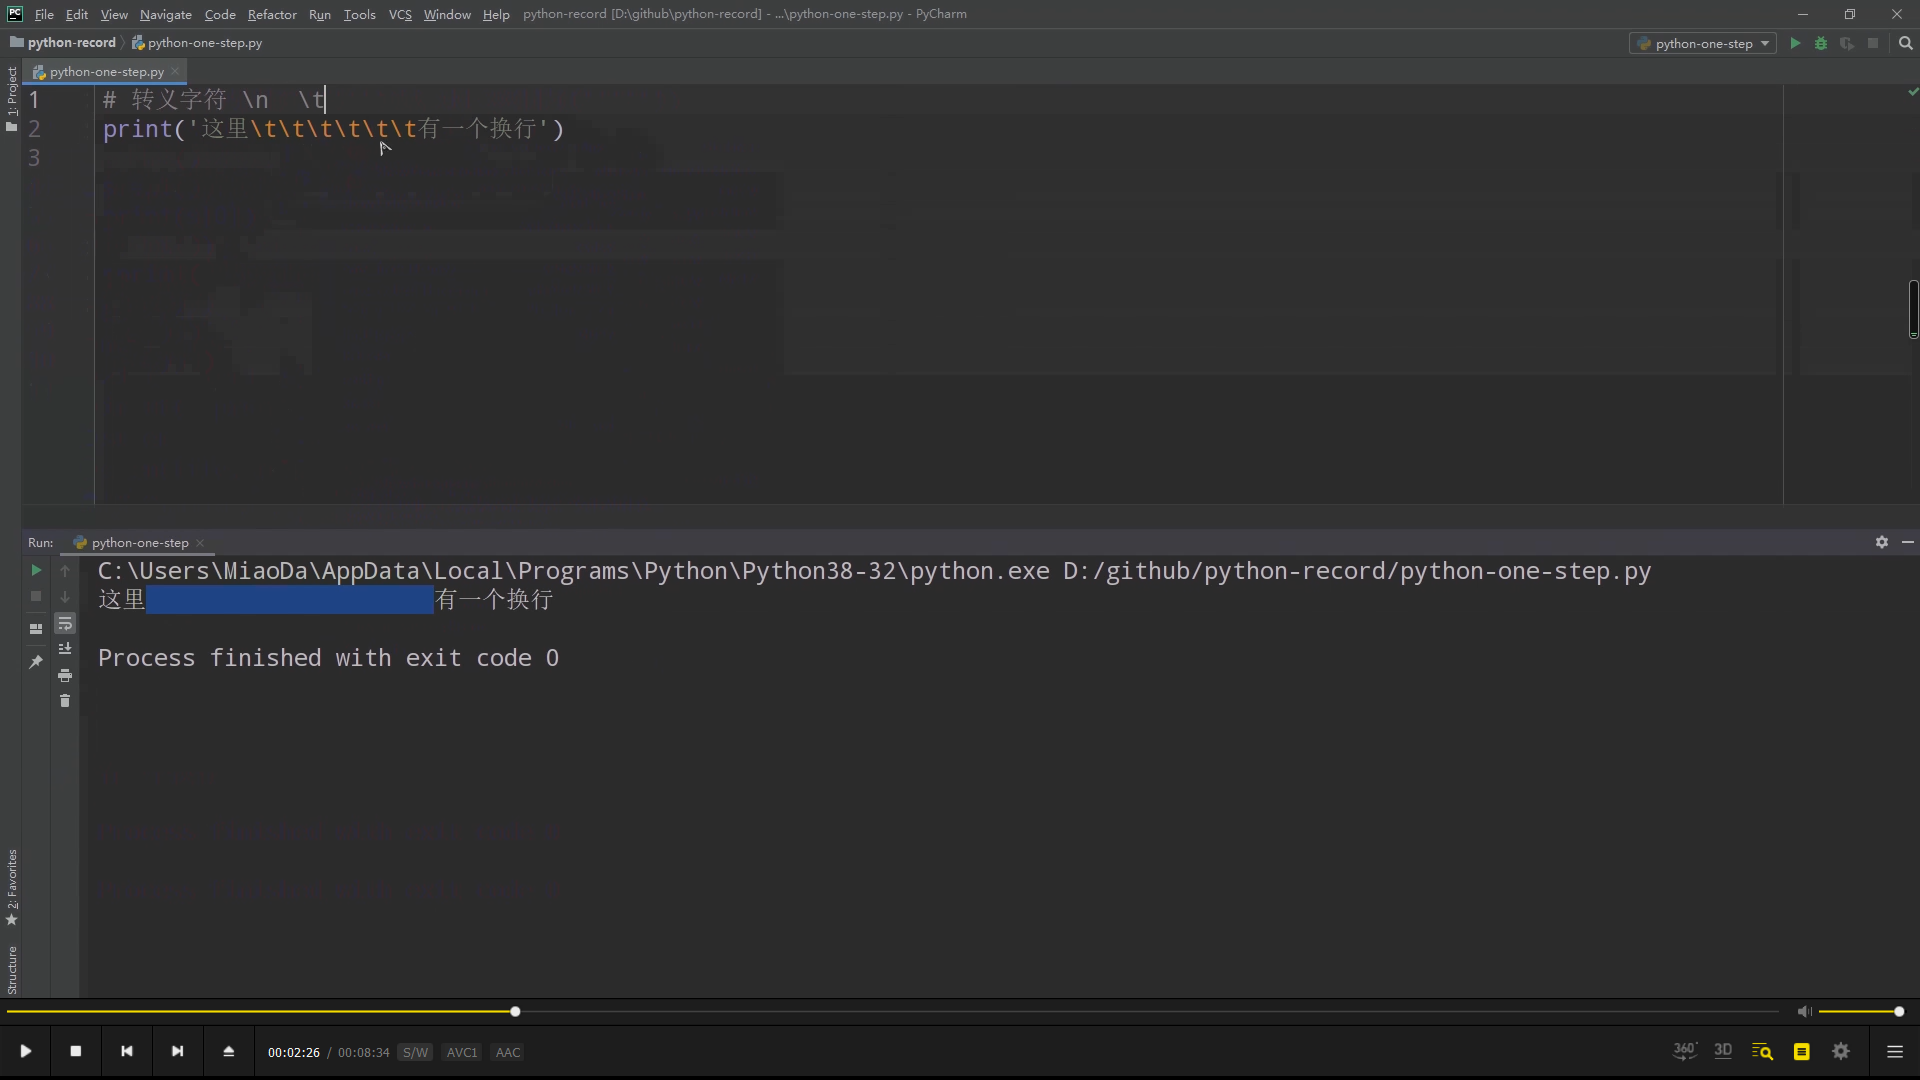 File Edit View Navigate Code Refactor Run Tools VCS Window Help python-record [D:\github\python-record] - ...\python-one-step.py - PyCharm
python-record python-one-step.py python-one-step
python-one-step.py
1: Project
1 # 转义字符 \n  \t
2 print('这里\t\t\t\t\t\t有一个换行')
3
Run: python-one-step
C:\Users\MiaoDa\AppData\Local\Programs\Python\Python38-32\python.exe D:/github/python-record/python-one-step.py
这里 有一个换行
Process finished with exit code 0
2: Favorites
Structure
00:02:26 / 00:08:34 S/W AVC1 AAC 360° 3D